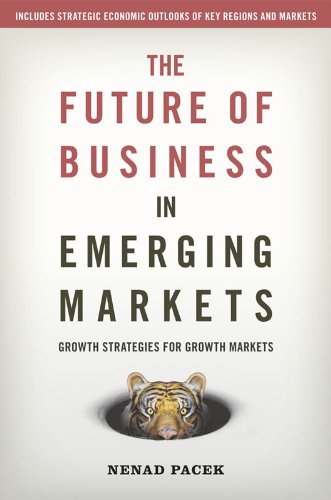 INCLUDES STRATEGIC ECONOMIC OUTLOOKS OF KEY REGIONS AND MARKETS
THE
FUTURE OF
BUSINESS
IN
EMERGING
MARKETS
GROWTH STRATEGIES FOR GROWTH MARKETS
NENAD PACEK